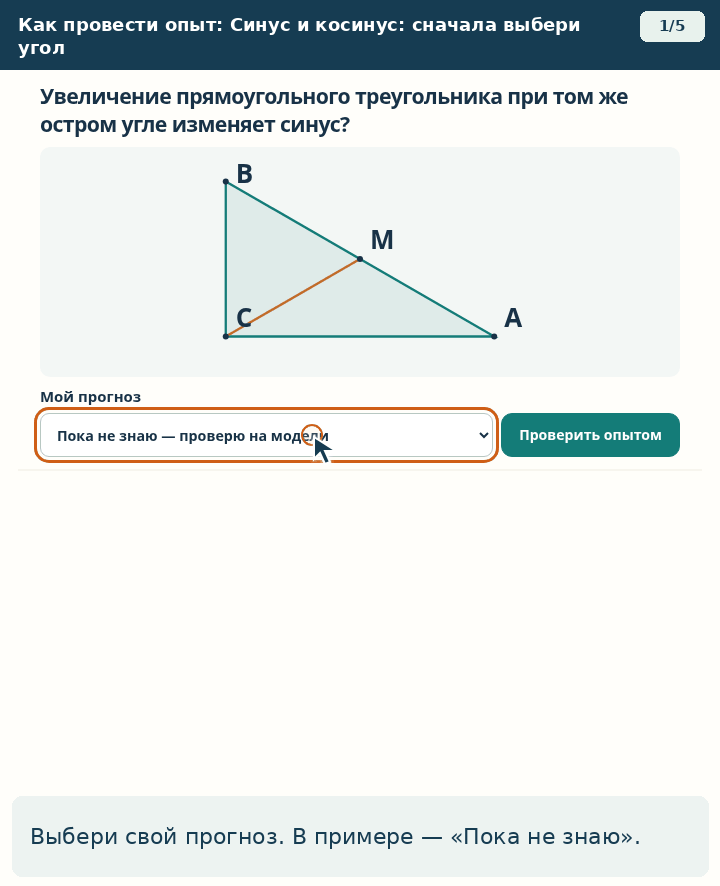 Как провести опыт: Синус и косинус: сначала выбери
угол
1/5
Увеличение прямоугольного треугольника при том же
остром угле изменяет синус?
B
M
C
A
Мой прогноз
Пока не знаю — проверю на модели
Проверить опытом
Выбери свой прогноз. В примере — «Пока не знаю».